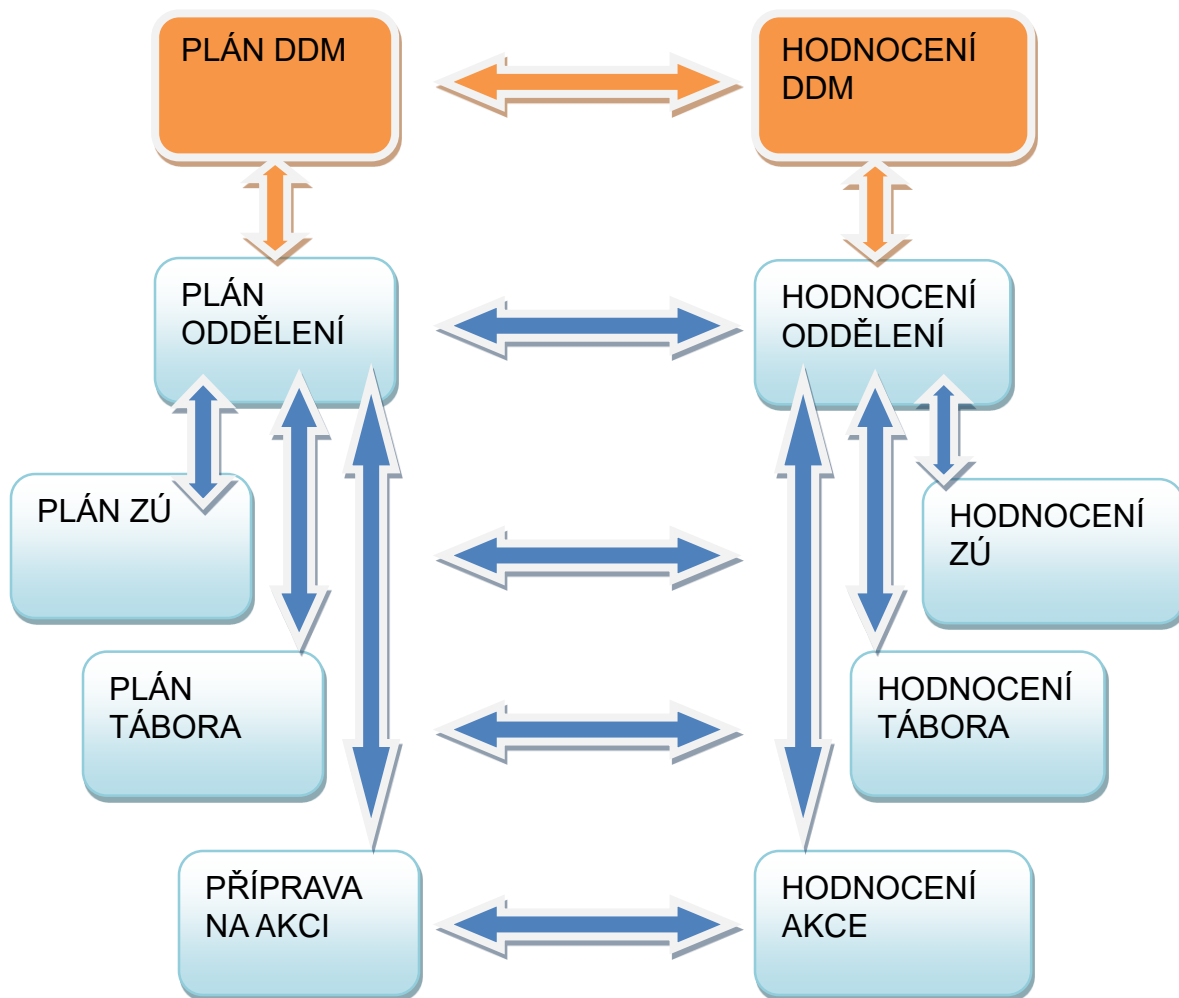 PLÁN DDM
HODNOCENÍ
DDM
PLÁN
ODDĚLENÍ
HODNOCENÍ
ODDĚLENÍ
PLÁN ZÚ
HODNOCENÍ
ZÚ
PLÁN
TÁBORA
HODNOCENÍ
TÁBORA
PŘÍPRAVA
NA AKCI
HODNOCENÍ
AKCE